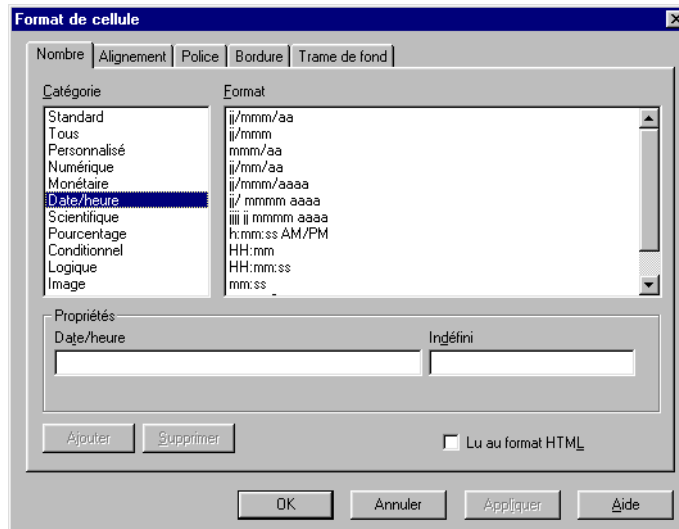 Format de cellule
Nombre Alignement Police Bordure Trame de fond
Catégorie Format
Standard
Tous
Personnalisé
Numérique
Monétaire
Date/heure
Scientifique
Pourcentage
Conditionnel
Logique
Image
jj/mmm/aa
jj/mmm
mmm/aa
jj/mm/aa
jj/mmm/aaaa
jj/ mmmm aaaa
jjjj jj mmmm aaaa
h:mm:ss AM/PM
HH:mm
HH:mm:ss
mm:ss
Propriétés
Date/heure Indéfini
Ajouter Supprimer Lu au format HTML
OK Annuler Appliquer Aide